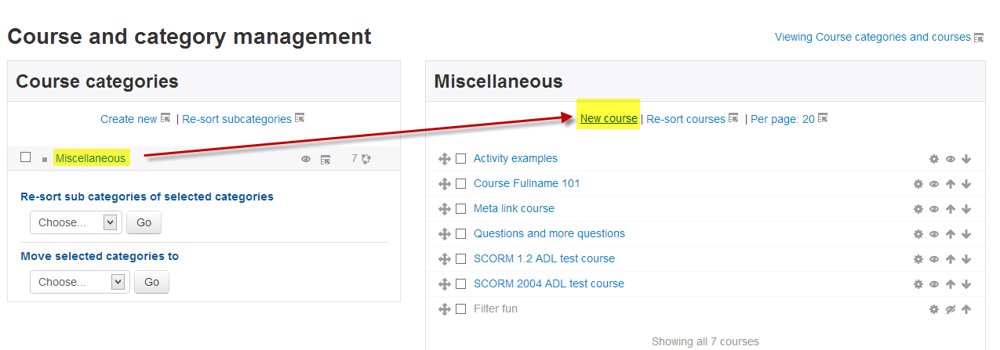 Course and category management
Viewing Course categories and courses
Course categories
Create new | Re-sort subcategories
Miscellaneous 7
Re-sort sub categories of selected categories
Choose... Go
Move selected categories to
Choose... Go
Miscellaneous
New course | Re-sort courses | Per page: 20
Activity examples
Course Fullname 101
Meta link course
Questions and more questions
SCORM 1.2 ADL test course
SCORM 2004 ADL test course
Filter fun
Showing all 7 courses